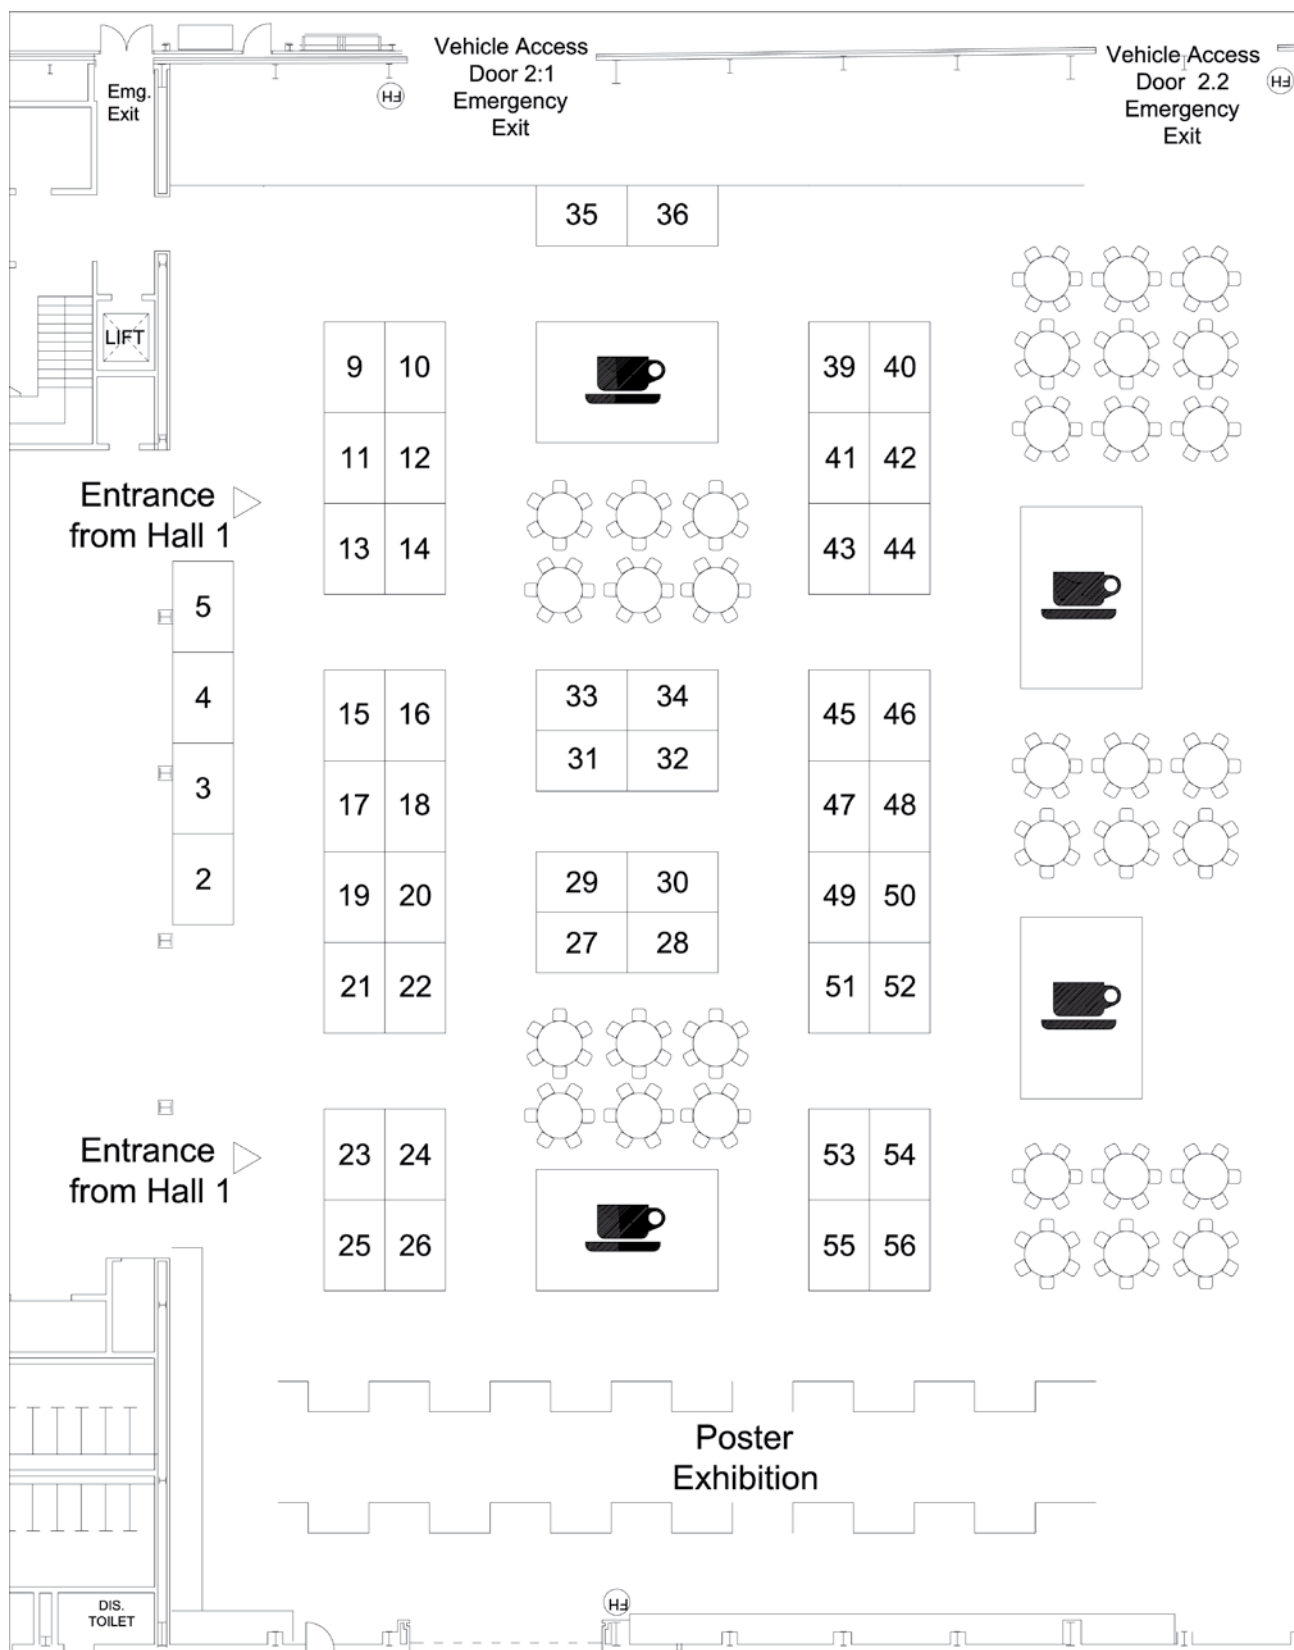 Emg.
Exit
FH
Vehicle Access
Door 2:1
Emergency
Exit
Vehicle Access
Door 2.2
Emergency
Exit
FH
35 36
LIFT
9 10
39 40
11 12
41 42
Entrance
from Hall 1
13 14
43 44
5
4
3
2
15 16
33 34
45 46
31 32
17 18
47 48
19 20
29 30
49 50
27 28
21 22
51 52
Entrance
from Hall 1
23 24
53 54
25 26
55 56
Poster
Exhibition
DIS.
TOILET
FH